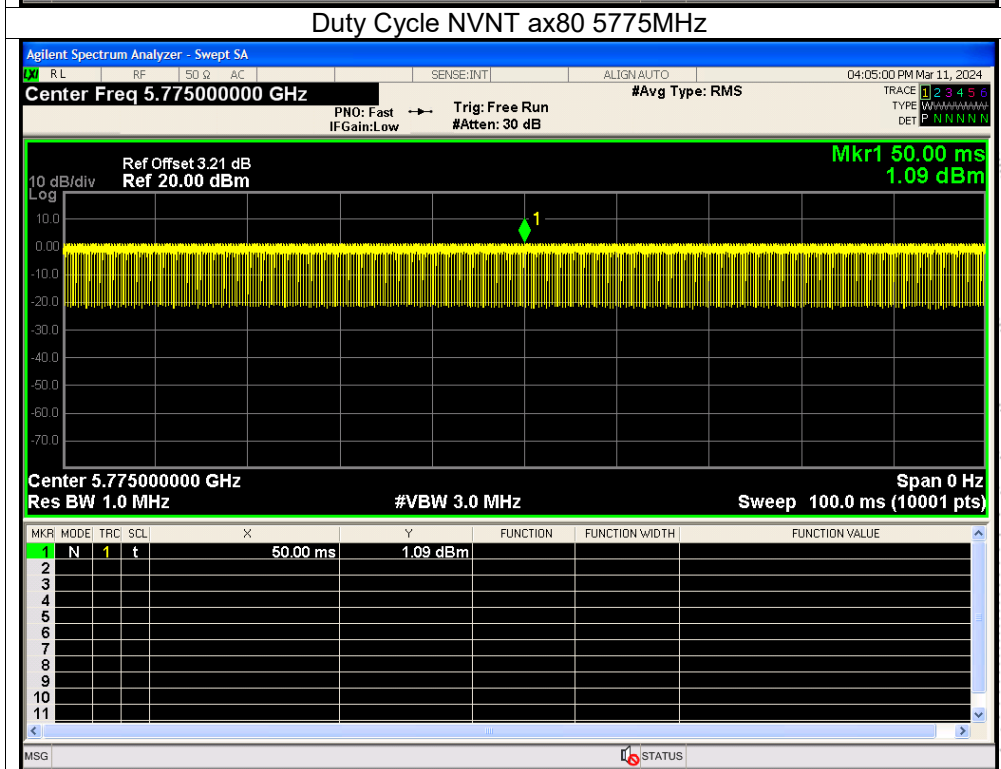 Duty Cycle NVNT ax80 5775MHz
Agilent Spectrum Analyzer - Swept SA
LXI RL RF 50 Ω AC SENSE:INT ALIGN AUTO 04:05:00 PM Mar 11, 2024
Center Freq 5.775000000 GHz #Avg Type: RMS TRACE 1 2 3 4 5 6
PNO: Fast Trig: Free Run TYPE WWWWWW
IFGain:Low #Atten: 30 dB DET P N N N N N
Mkr1 50.00 ms
Ref Offset 3.21 dB
10 dB/div Ref 20.00 dBm 1.09 dBm
Log
10.0
1
0.00
-10.0
-20.0
-30.0
-40.0
-50.0
-60.0
-70.0
Center 5.775000000 GHz Span 0 Hz
Res BW 1.0 MHz #VBW 3.0 MHz Sweep 100.0 ms (10001 pts)
MKR MODE TRC SCL X Y FUNCTION FUNCTION WIDTH FUNCTION VALUE
1 N 1 t 50.00 ms 1.09 dBm
2
3
4
5
6
7
8
9
10
11
MSG STATUS